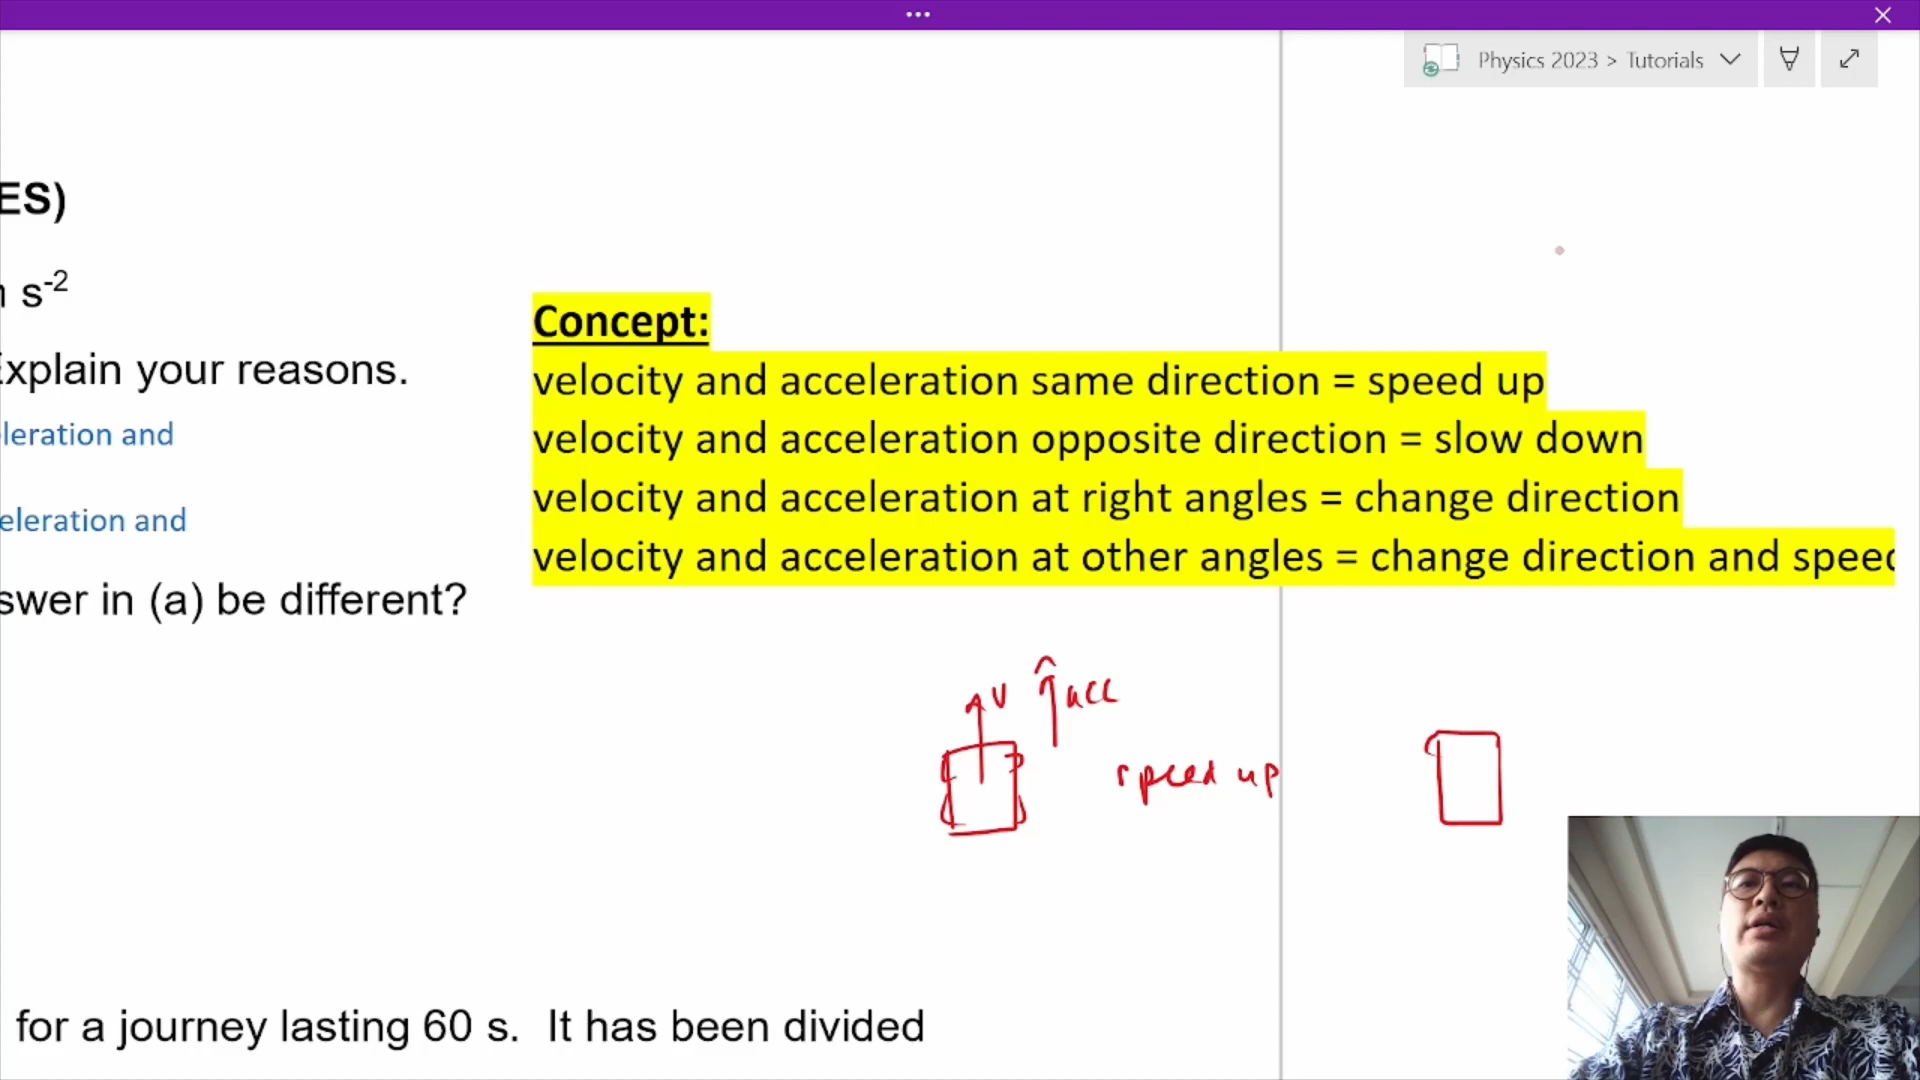 Physics 2023 > Tutorials
ES)
s-2
xplain your reasons.
leration and
eleration and
swer in (a) be different?
Concept:
velocity and acceleration same direction = speed up
velocity and acceleration opposite direction = slow down
velocity and acceleration at right angles = change direction
velocity and acceleration at other angles = change direction and speed
v acc
speed up
for a journey lasting 60 s. It has been divided